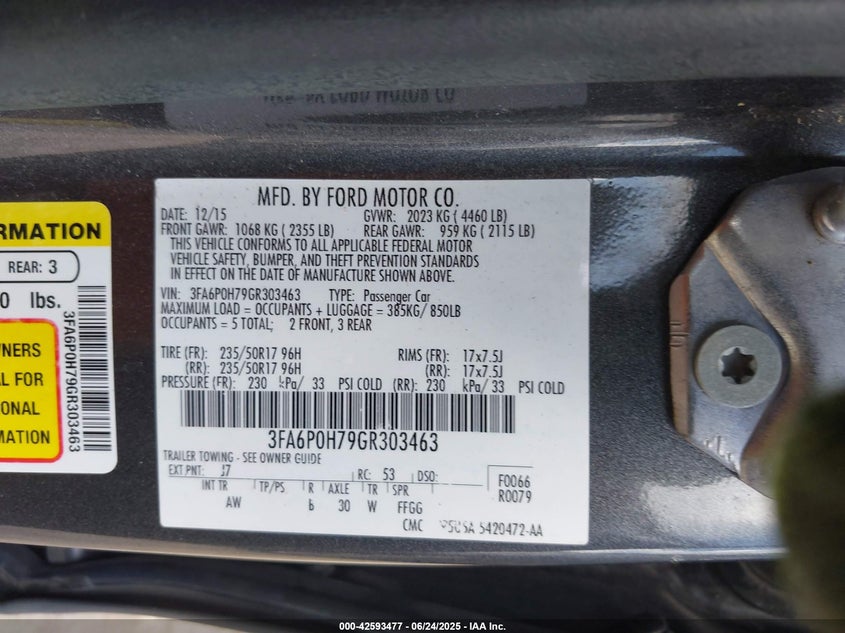 MFD. BY FORD MOTOR CO.
DATE: 12/15 GVWR: 2023 KG ( 4460 LB)
FRONT GAWR: 1068 KG ( 2355 LB) REAR GAWR: 959 KG ( 2115 LB)
THIS VEHICLE CONFORMS TO ALL APPLICABLE FEDERAL MOTOR
VEHICLE SAFETY, BUMPER, AND THEFT PREVENTION STANDARDS
IN EFFECT ON THE DATE OF MANUFACTURE SHOWN ABOVE.
VIN: 3FA6P0H79GR303463 TYPE: Passenger Car
MAXIMUM LOAD = OCCUPANTS + LUGGAGE = 385KG/ 850LB
OCCUPANTS = 5 TOTAL; 2 FRONT, 3 REAR
TIRE (FR): 235/50R17 96H RIMS (FR): 17x7.5J
(RR): 235/50R17 96H (RR): 17x7.5J
PRESSURE (FR): 230 kPa/ 33 PSI COLD (RR): 230 kPa/ 33 PSI COLD
3FA6P0H79GR303463
TRAILER TOWING - SEE OWNER GUIDE
EXT PNT: J7 RC: 53 DSO: F0066
INT TR TP/PS R AXLE TR SPR R0079
AW 6 30 W FFGG
CMC 5420472-AA
RMATION
REAR: 3
0 lbs.
WNERS
AL FOR
IONAL
MATION
3FA6P0H79GR303463
000-42593477 - 06/24/2025 - IAA Inc.